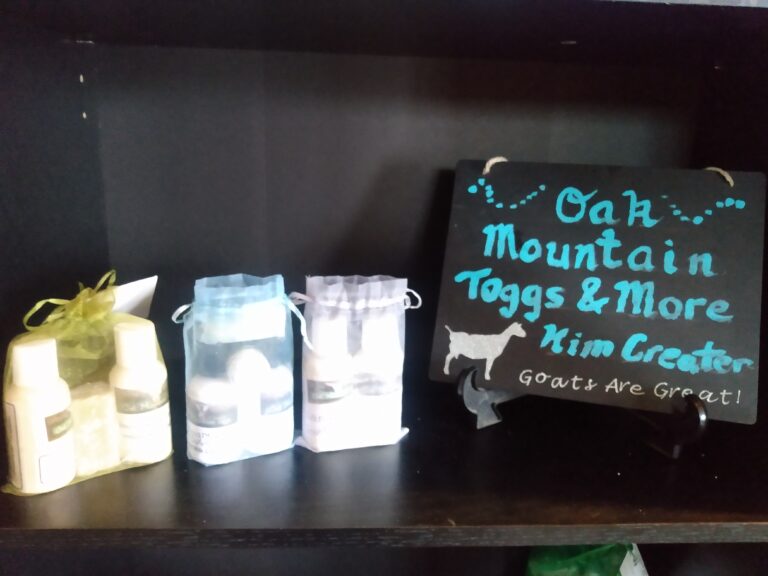 Oak
Mountain
Toggs & More
Kim Creater
Goats Are Great!